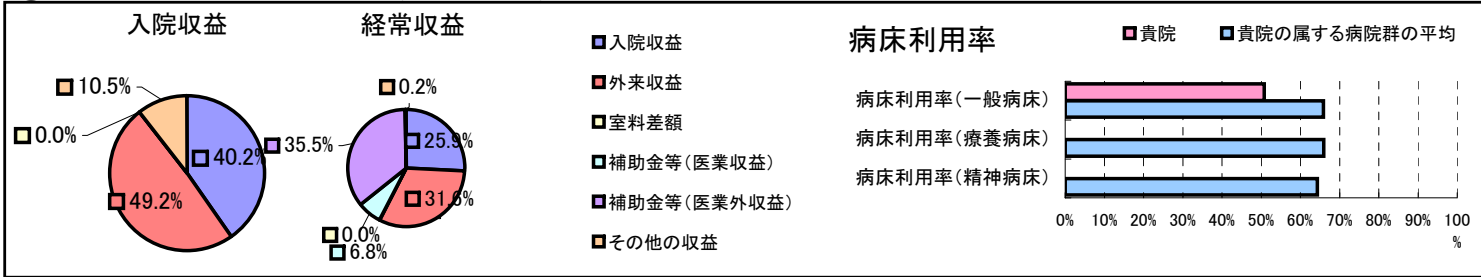 入院収益
10.5%
0.0%
40.2%
49.2%
経常収益
0.2%
35.5%
25.9%
31.6%
0.0%
6.8%
入院収益
外来収益
室料差額
補助金等(医業収益)
補助金等(医業外収益)
その他の収益
病床利用率
貴院 貴院の属する病院群の平均
病床利用率(一般病床)
病床利用率(療養病床)
病床利用率(精神病床)
0% 10% 20% 30% 40% 50% 60% 70% 80% 90% 100
%